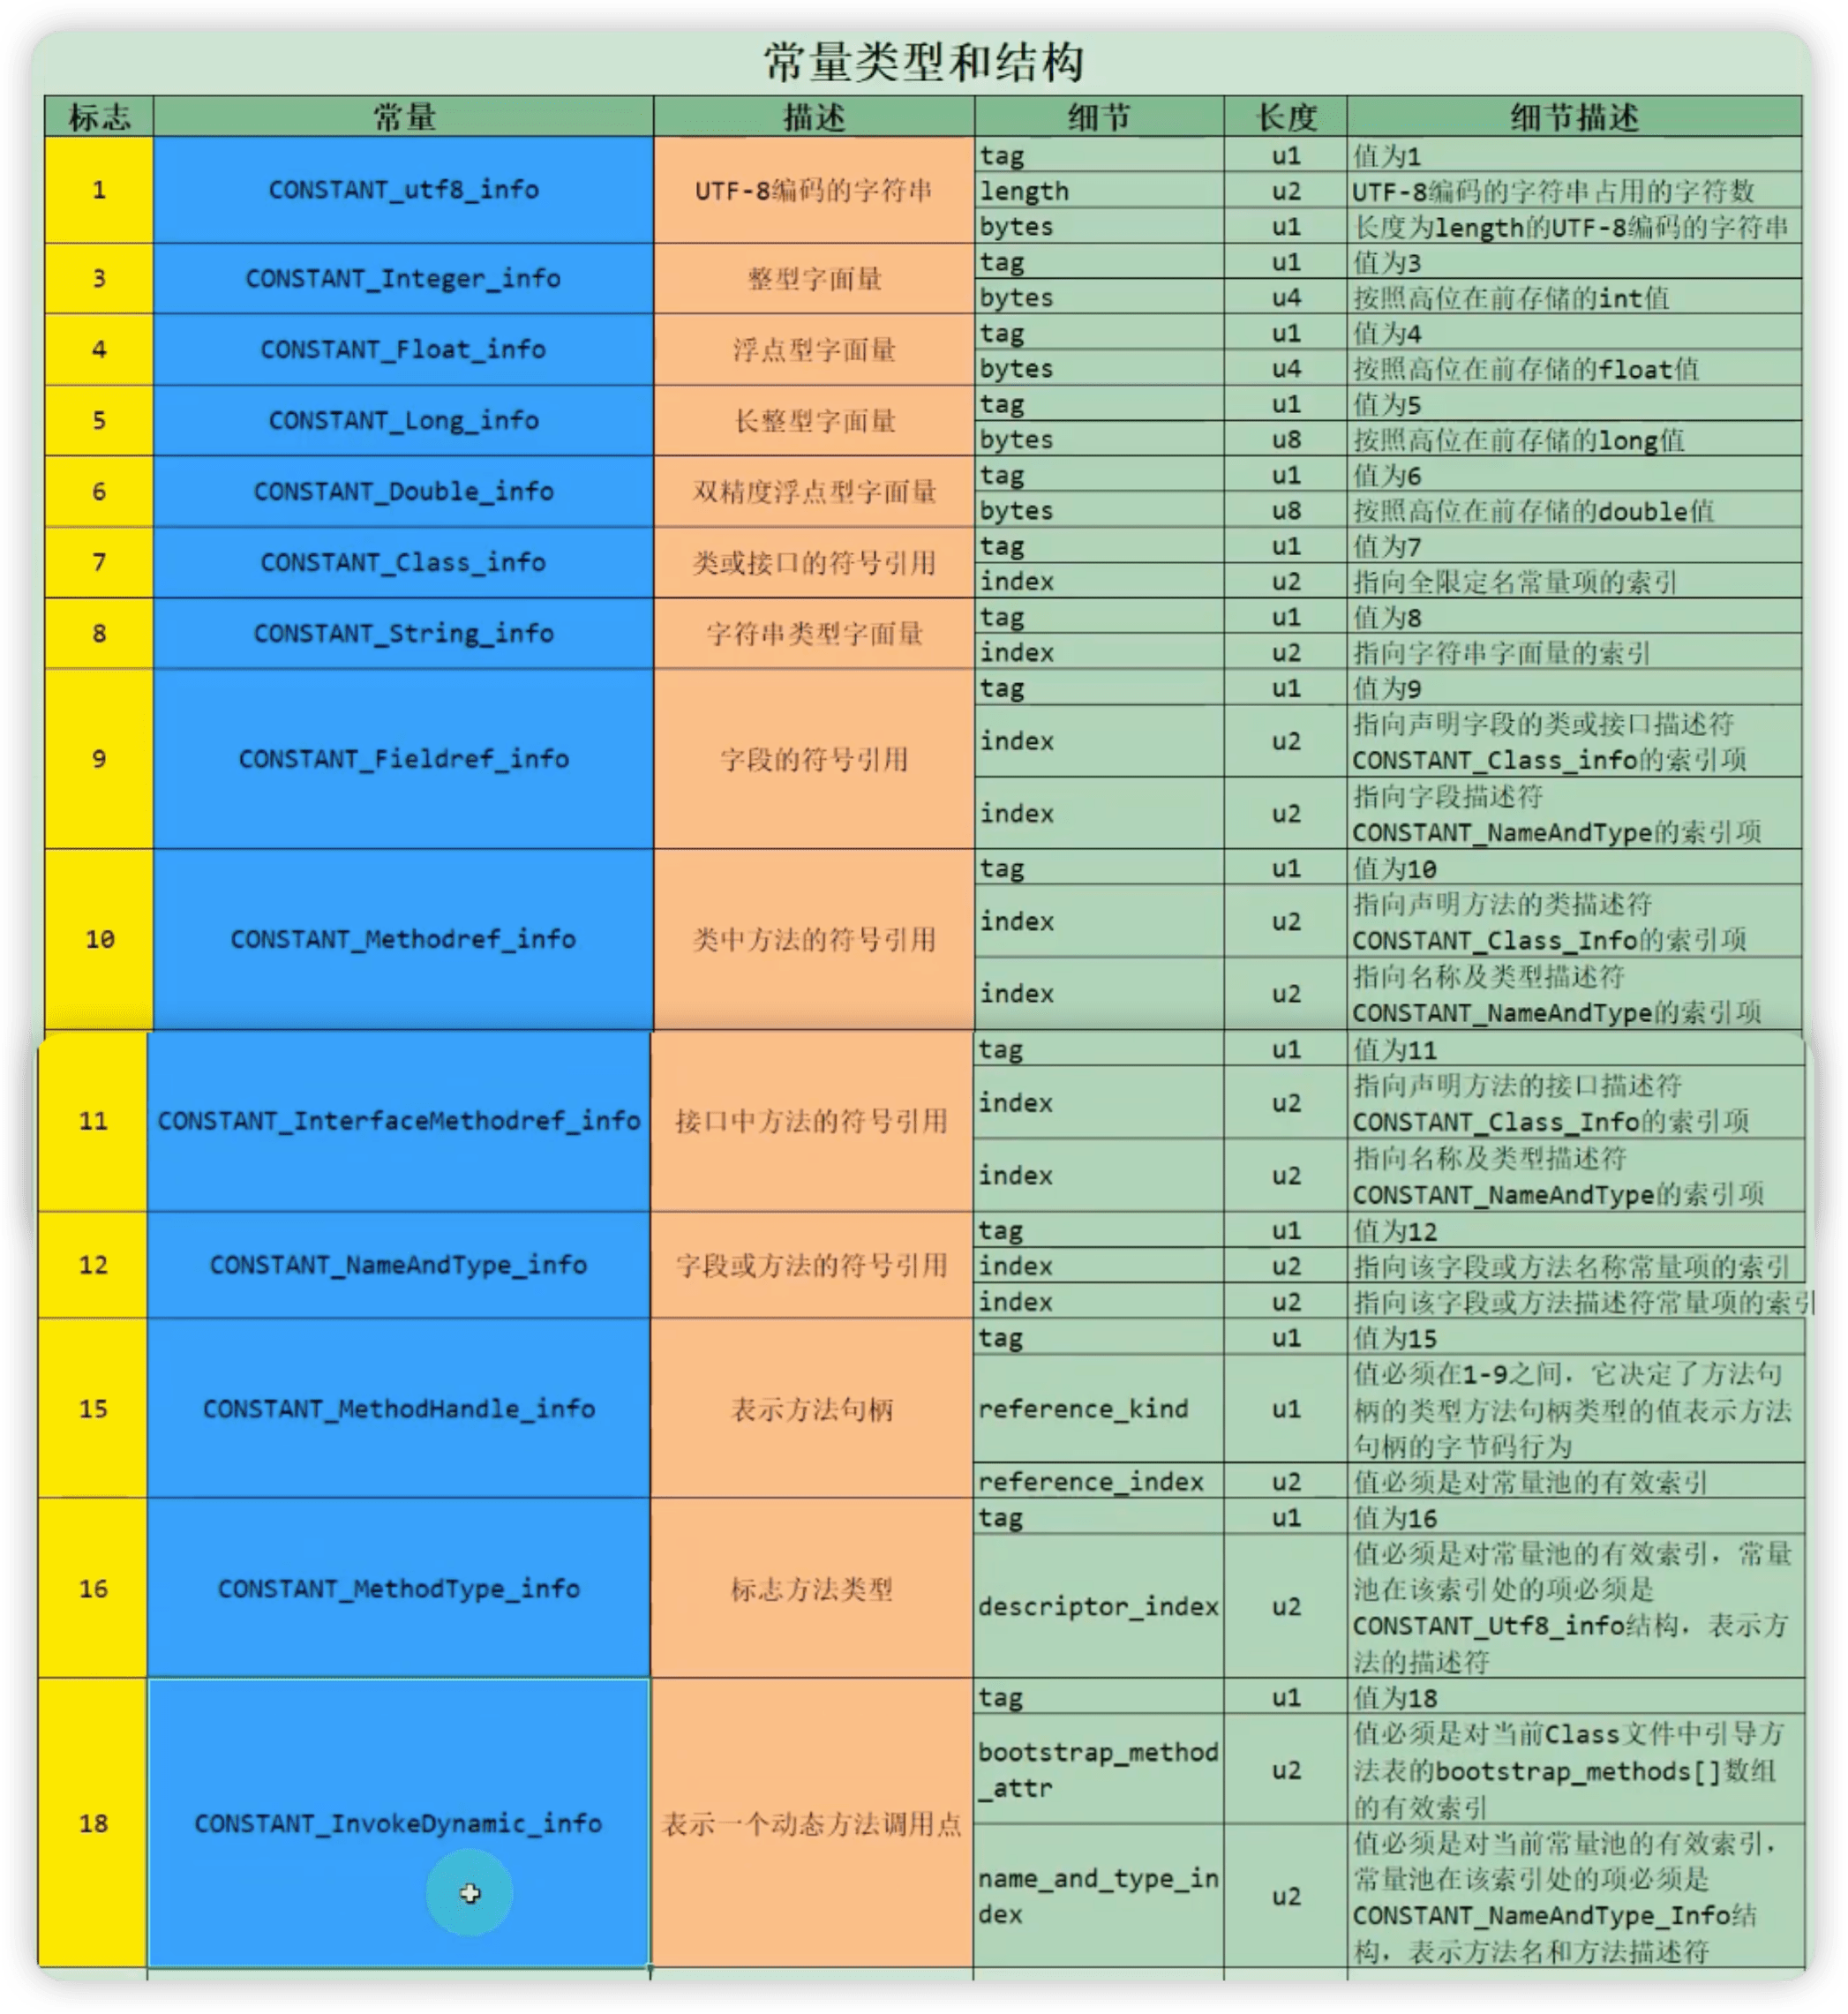 常量类型和结构
标志 常量 描述 细节 长度 细节描述
1 CONSTANT_utf8_info UTF-8编码的字符串 tag u1 值为1
length u2 UTF-8编码的字符串占用的字符数
bytes u1 长度为length的UTF-8编码的字符串
3 CONSTANT_Integer_info 整型字面量 tag u1 值为3
bytes u4 按照高位在前存储的int值
4 CONSTANT_Float_info 浮点型字面量 tag u1 值为4
bytes u4 按照高位在前存储的float值
5 CONSTANT_Long_info 长整型字面量 tag u1 值为5
bytes u8 按照高位在前存储的long值
6 CONSTANT_Double_info 双精度浮点型字面量 tag u1 值为6
bytes u8 按照高位在前存储的double值
7 CONSTANT_Class_info 类或接口的符号引用 tag u1 值为7
index u2 指向全限定名常量项的索引
8 CONSTANT_String_info 字符串类型字面量 tag u1 值为8
index u2 指向字符串字面量的索引
9 CONSTANT_Fieldref_info 字段的符号引用 tag u1 值为9
index u2 指向声明字段的类或接口描述符
CONSTANT_Class_info的索引项
index u2 指向字段描述符
CONSTANT_NameAndType的索引项
10 CONSTANT_Methodref_info 类中方法的符号引用 tag u1 值为10
index u2 指向声明方法的类描述符
CONSTANT_Class_Info的索引项
index u2 指向名称及类型描述符
CONSTANT_NameAndType的索引项
11 CONSTANT_InterfaceMethodref_info 接口中方法的符号引用 tag u1 值为11
index u2 指向声明方法的接口描述符
CONSTANT_Class_Info的索引项
index u2 指向名称及类型描述符
CONSTANT_NameAndType的索引项
12 CONSTANT_NameAndType_info 字段或方法的符号引用 tag u1 值为12
index u2 指向该字段或方法名称常量项的索引
index u2 指向该字段或方法描述符常量项的索引
15 CONSTANT_MethodHandle_info 表示方法句柄 tag u1 值为15
reference_kind u1 值必须在1-9之间，它决定了方法句
柄的类型方法句柄类型的值表示方法
句柄的字节码行为
reference_index u2 值必须是对常量池的有效索引
16 CONSTANT_MethodType_info 标志方法类型 tag u1 值为16
descriptor_index u2 值必须是对常量池的有效索引，常量
池在该索引处的项必须是
CONSTANT_Utf8_info结构，表示方
法的描述符
18 CONSTANT_InvokeDynamic_info 表示一个动态方法调用点 tag u1 值为18
bootstrap_method
_attr u2 值必须是对当前Class文件中引导方
法表的bootstrap_methods[]数组
的有效索引
name_and_type_in
dex u2 值必须是对当前常量池的有效索引，
常量池在该索引处的项必须是
CONSTANT_NameAndType_Info结
构，表示方法名和方法描述符